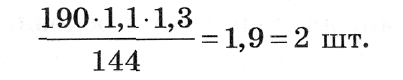 190·1,1·1,3
144
= 1,9 = 2 шт.